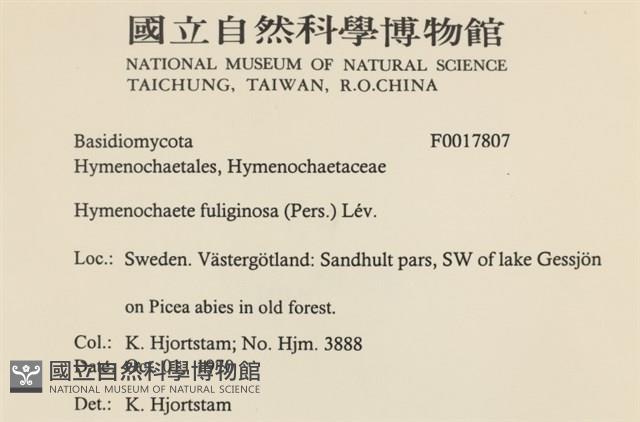 國立自然科學博物館
NATIONAL MUSEUM OF NATURAL SCIENCE
TAICHUNG, TAIWAN, R.O.CHINA
Basidiomycota F0017807
Hymenochaetales, Hymenochaetaceae
Hymenochaete fuliginosa (Pers.) Lév.
Loc.: Sweden. Västergötland: Sandhult pars, SW of lake Gessjön
on Picea abies in old forest.
Col.: K. Hjortstam; No. Hjm. 3888
Date:
國立自然科學博物館
NATIONAL MUSEUM OF NATURAL SCIENCE
Det.: K. Hjortstam